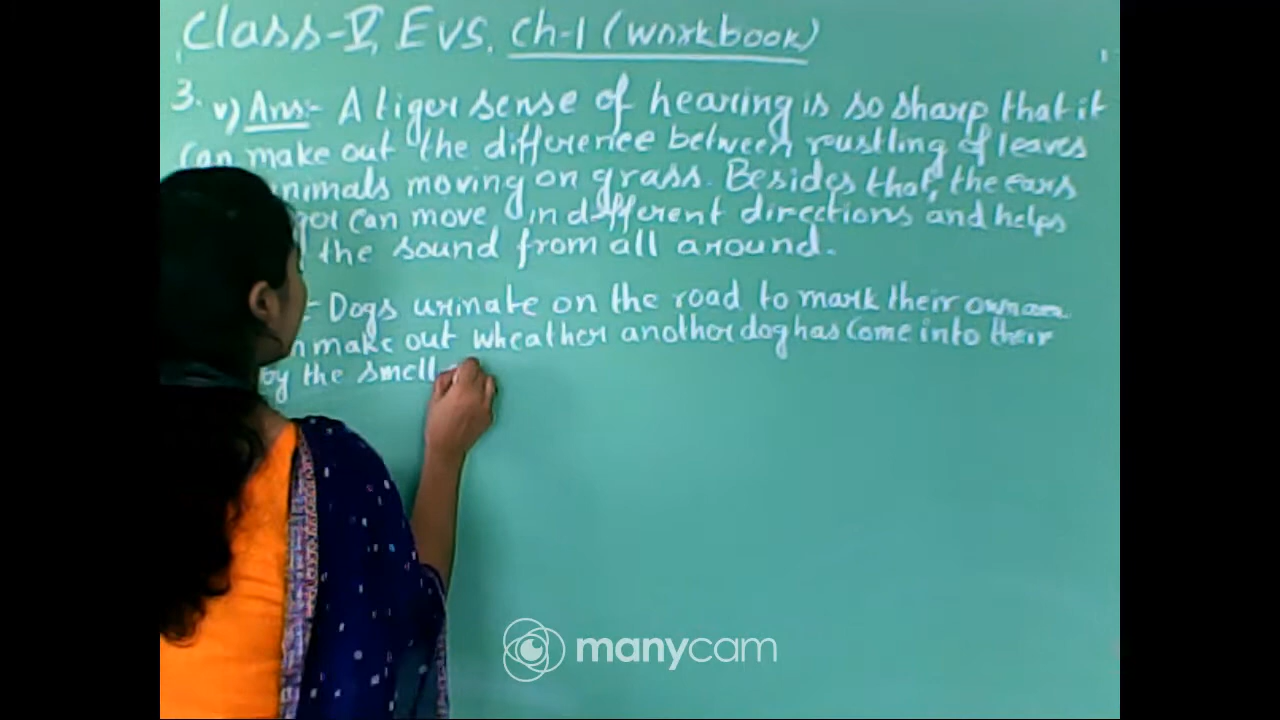 Class-V, EVS. Ch-1 (workbook)
3. v) Ans:- A tiger sense of hearing is so sharp that it
can make out the difference between rustling of leaves
nimals moving on grass. Besides that, the ears
can move in different directions and helps
the sound from all around.
:- Dogs urinate on the road to mark their own area
make out wheather another dog has come into their
by the smell
manycam